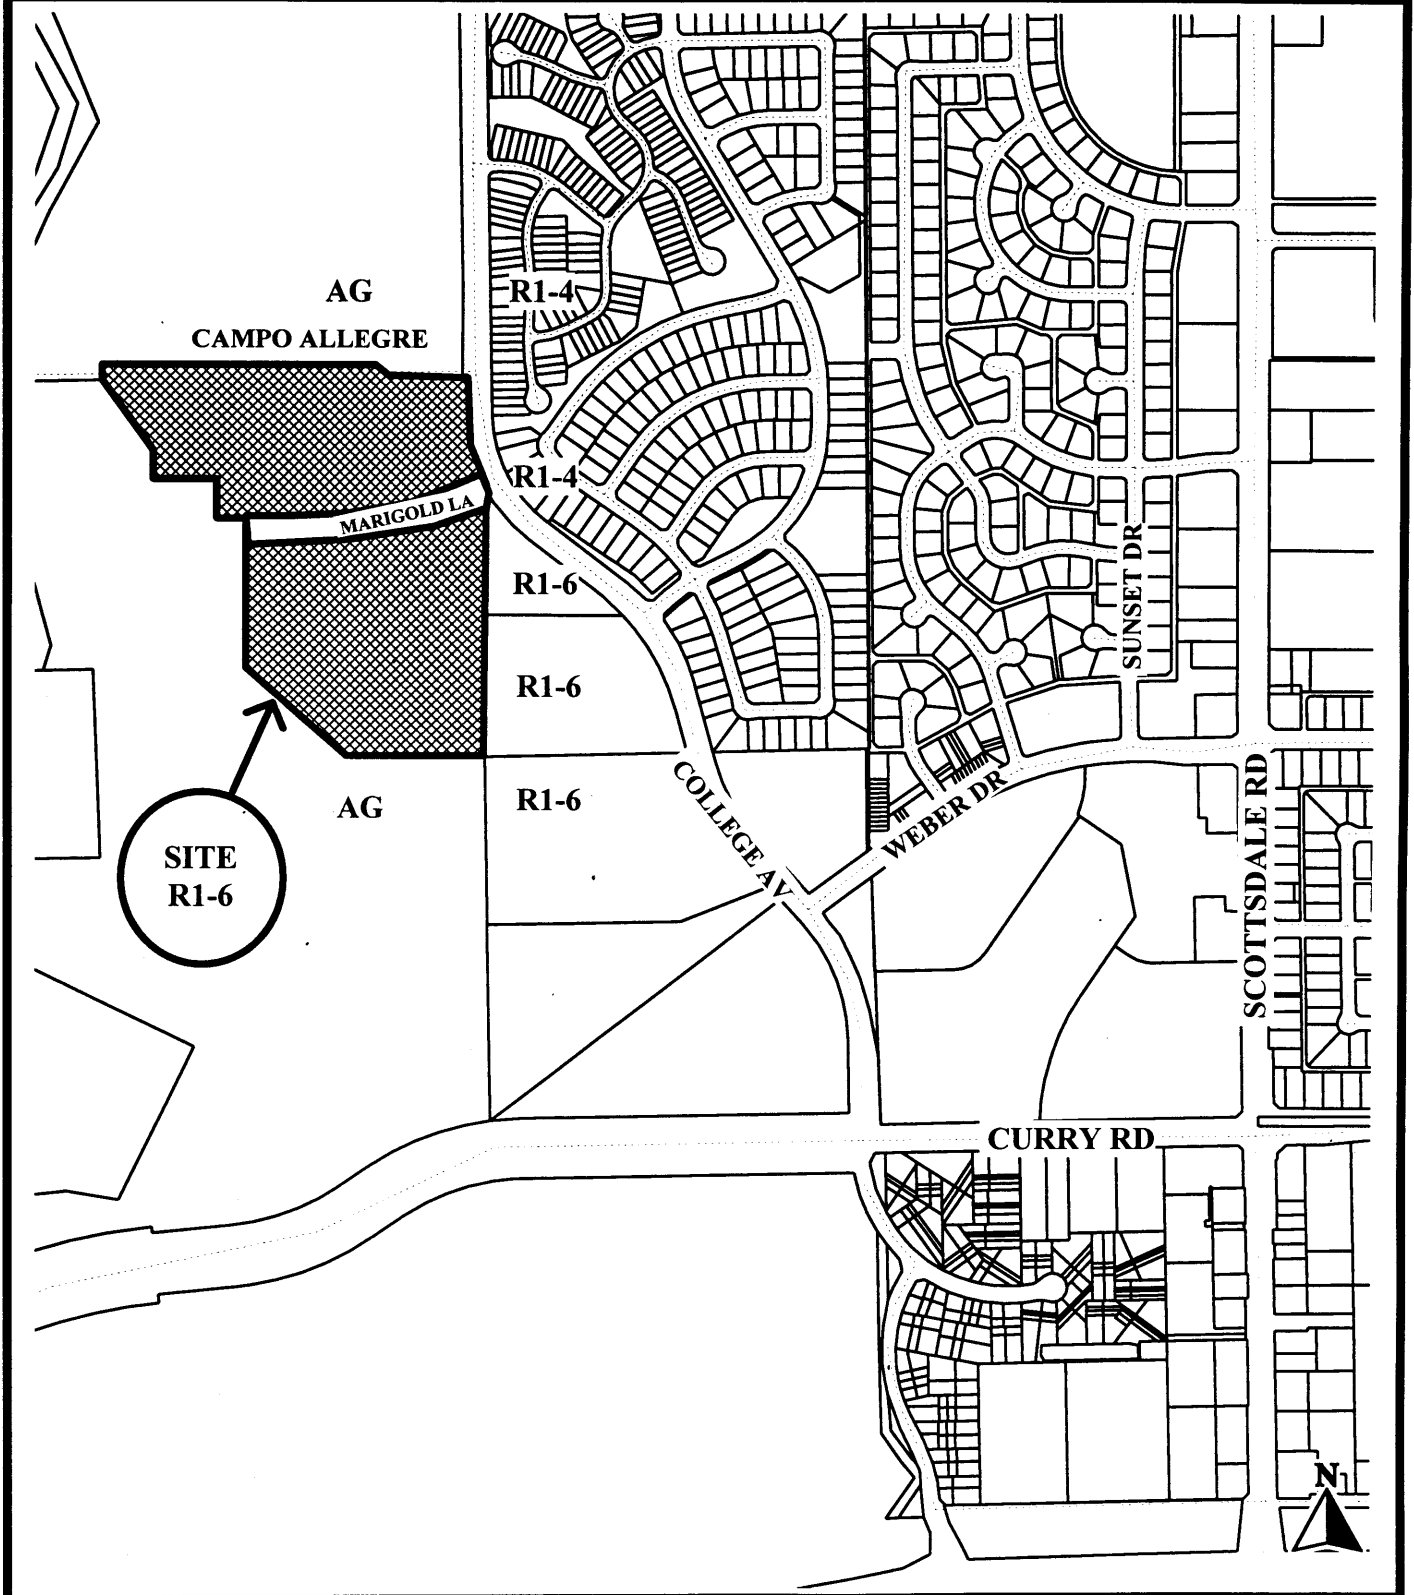 AG
R1-4
CAMPO ALLEGRE
R1-4
MARIGOLD LA
R1-6
SUNSET DR
R1-6
COLLEGE AV
WEBER DR
SCOTTSDALE RD
AG
R1-6
SITE
R1-6
CURRY RD
N